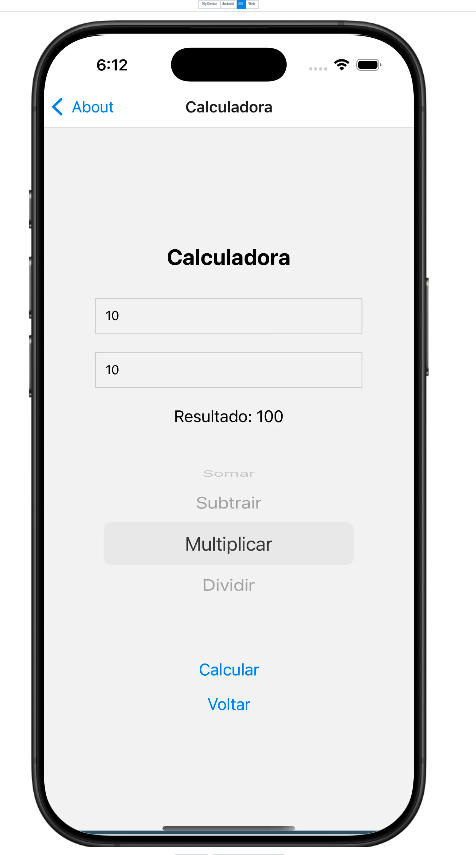 My Device Android iOS Web
6:12
About Calculadora
Calculadora
10
10
Resultado: 100
Somar
Subtrair
Multiplicar
Dividir
Calcular
Voltar